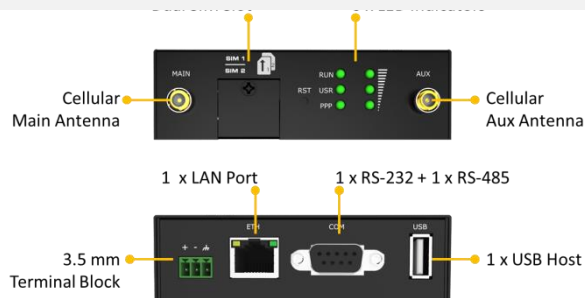 SIM 1
SIM 2
MAIN
AUX
RUN
RST USR
PPP
Cellular
Main Antenna
Cellular
Aux Antenna
1 x LAN Port
1 x RS-232 + 1 x RS-485
ETH
COM
USB
+ -
3.5 mm
Terminal Block
1 x USB Host